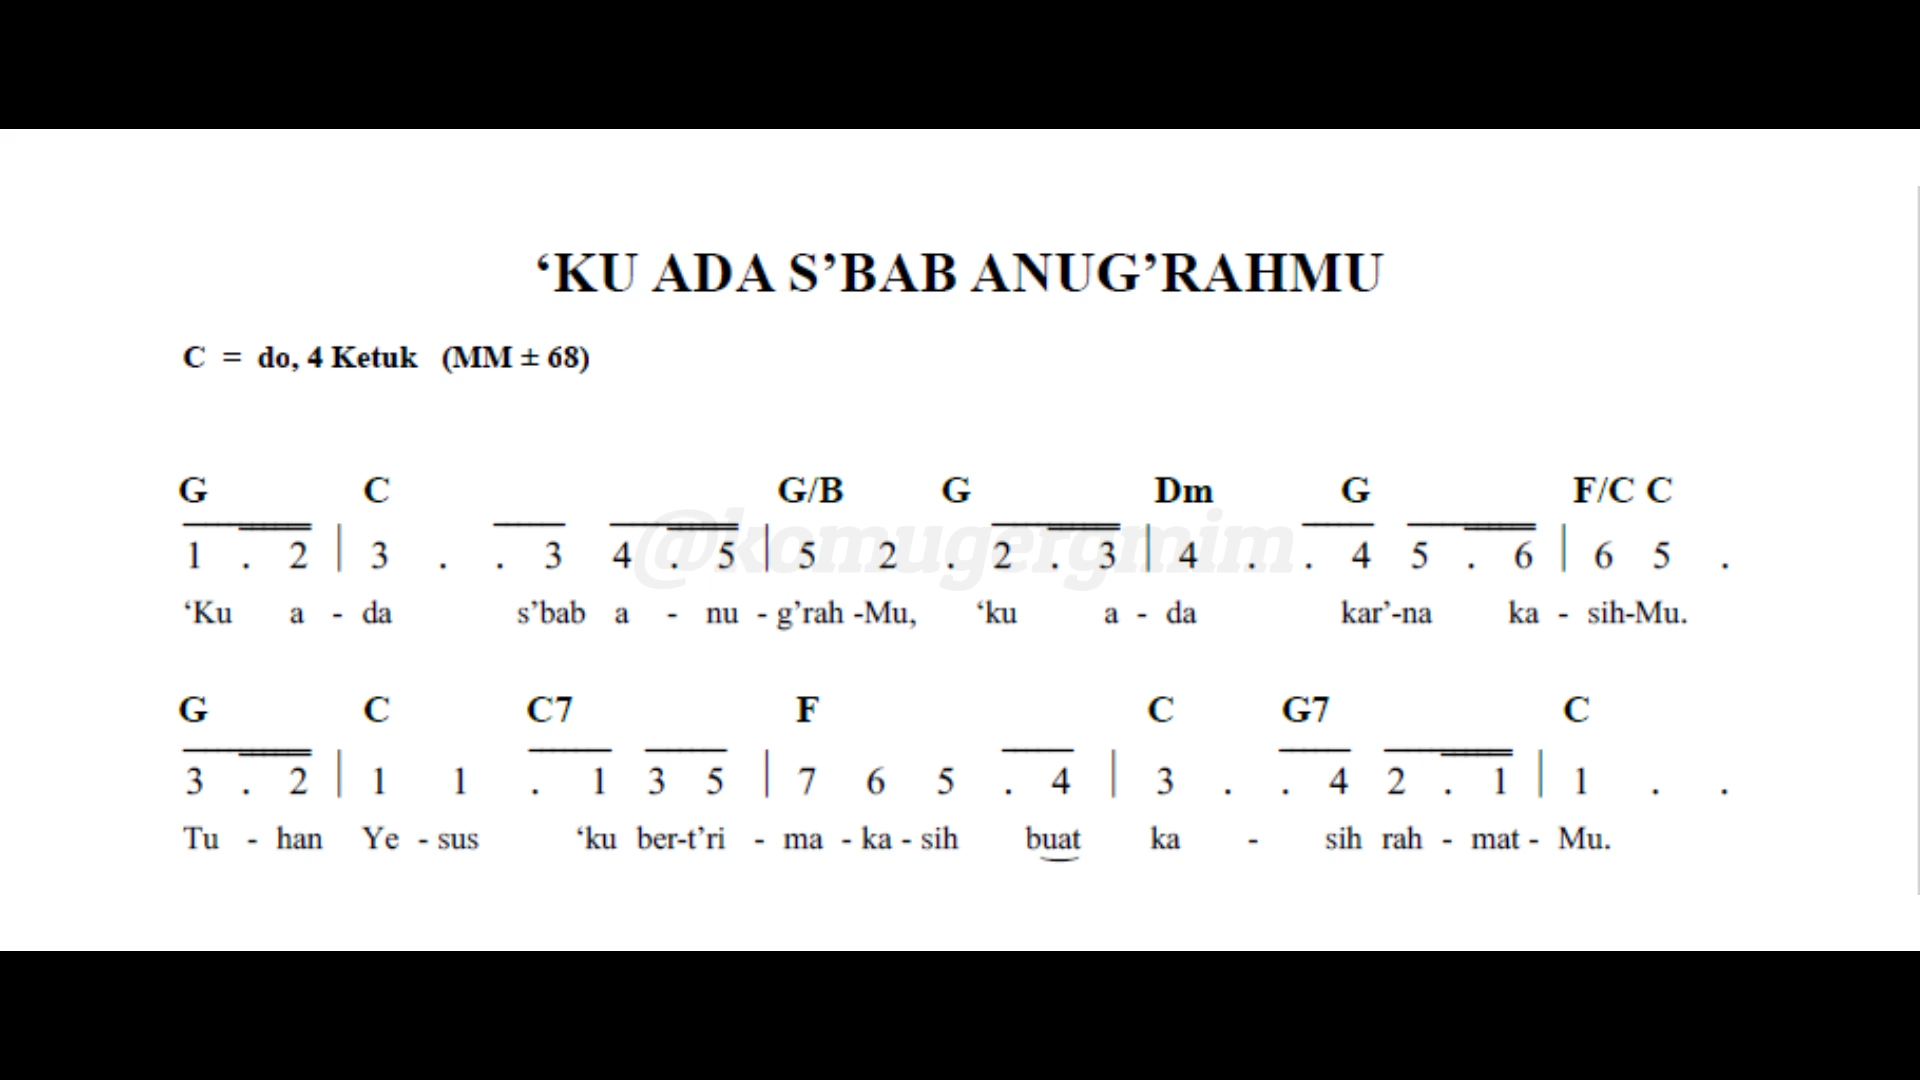 ‘KU ADA S’BAB ANUG’RAHMU
C = do, 4 Ketuk (MM ± 68)
G C G/B G Dm G F/C C
1 . 2 | 3 . . 3 4 . 5 | 5 2 . 2 . 3 | 4 . . 4 5 . 6 | 6 5 .
@komugergmim
‘Ku a - da s’bab a - nu - g’rah -Mu, ‘ku a - da kar’-na ka - sih-Mu.
G C C7 F C G7 C
3 . 2 | 1 1 . 1 3 5 | 7 6 5 . 4 | 3 . . 4 2 . 1 | 1 . .
Tu - han Ye - sus ‘ku ber-t’ri - ma - ka - sih buat ka - sih rah - mat - Mu.